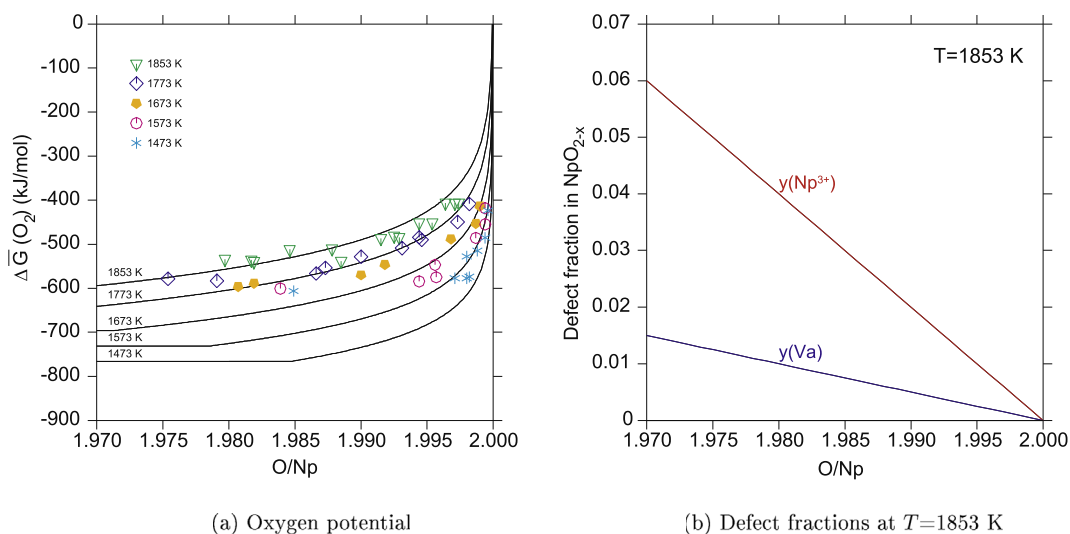 0
-100
-200
-300
-400
-500
-600
-700
-800
-900
ΔG̅ (O₂) (kJ/mol)
1853 K
1773 K
1673 K
1573 K
1473 K
1853 K
1773 K
1673 K
1573 K
1473 K
1.970 1.975 1.980 1.985 1.990 1.995 2.000
O/Np
(a) Oxygen potential
0.07
0.06
0.05
0.04
0.03
0.02
0.01
0
Defect fraction in NpO₂₋ₓ
T=1853 K
y(Np³⁺)
y(Va)
1.970 1.975 1.980 1.985 1.990 1.995 2.000
O/Np
(b) Defect fractions at T=1853 K